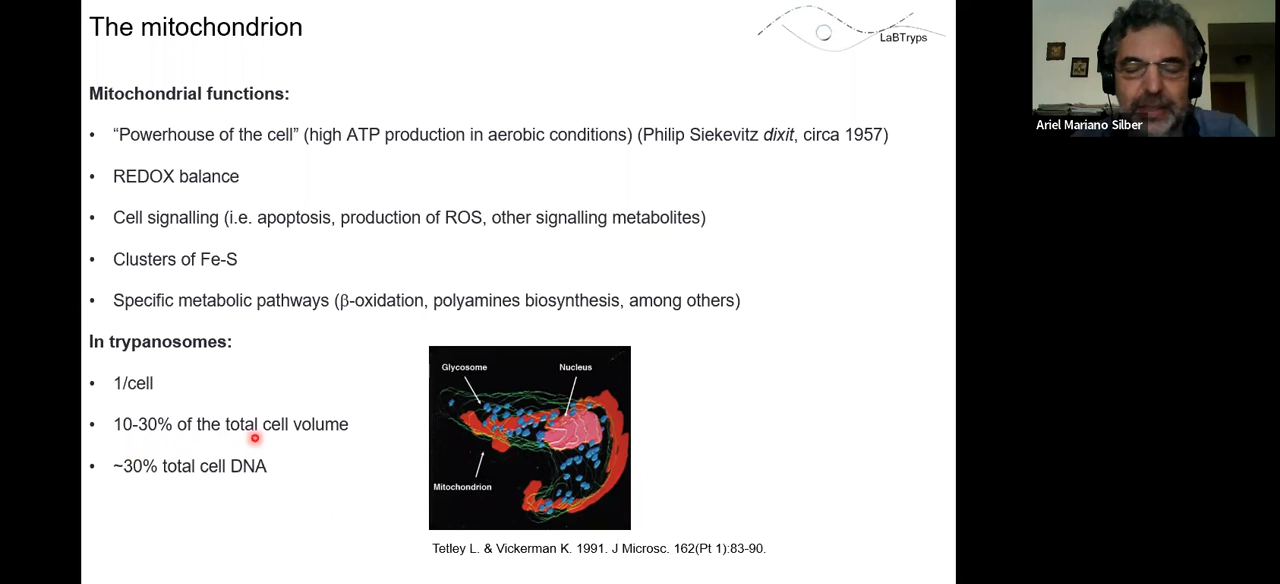 The mitochondrion
LaBTryps
Ariel Mariano Silber
Mitochondrial functions:
• “Powerhouse of the cell” (high ATP production in aerobic conditions) (Philip Siekevitz dixit, circa 1957)
• REDOX balance
• Cell signalling (i.e. apoptosis, production of ROS, other signalling metabolites)
• Clusters of Fe-S
• Specific metabolic pathways (β-oxidation, polyamines biosynthesis, among others)
In trypanosomes:
• 1/cell
• 10-30% of the total cell volume
• ~30% total cell DNA
Glycosome
Nucleus
Mitochondrion
Tetley L. & Vickerman K. 1991. J Microsc. 162(Pt 1):83-90.